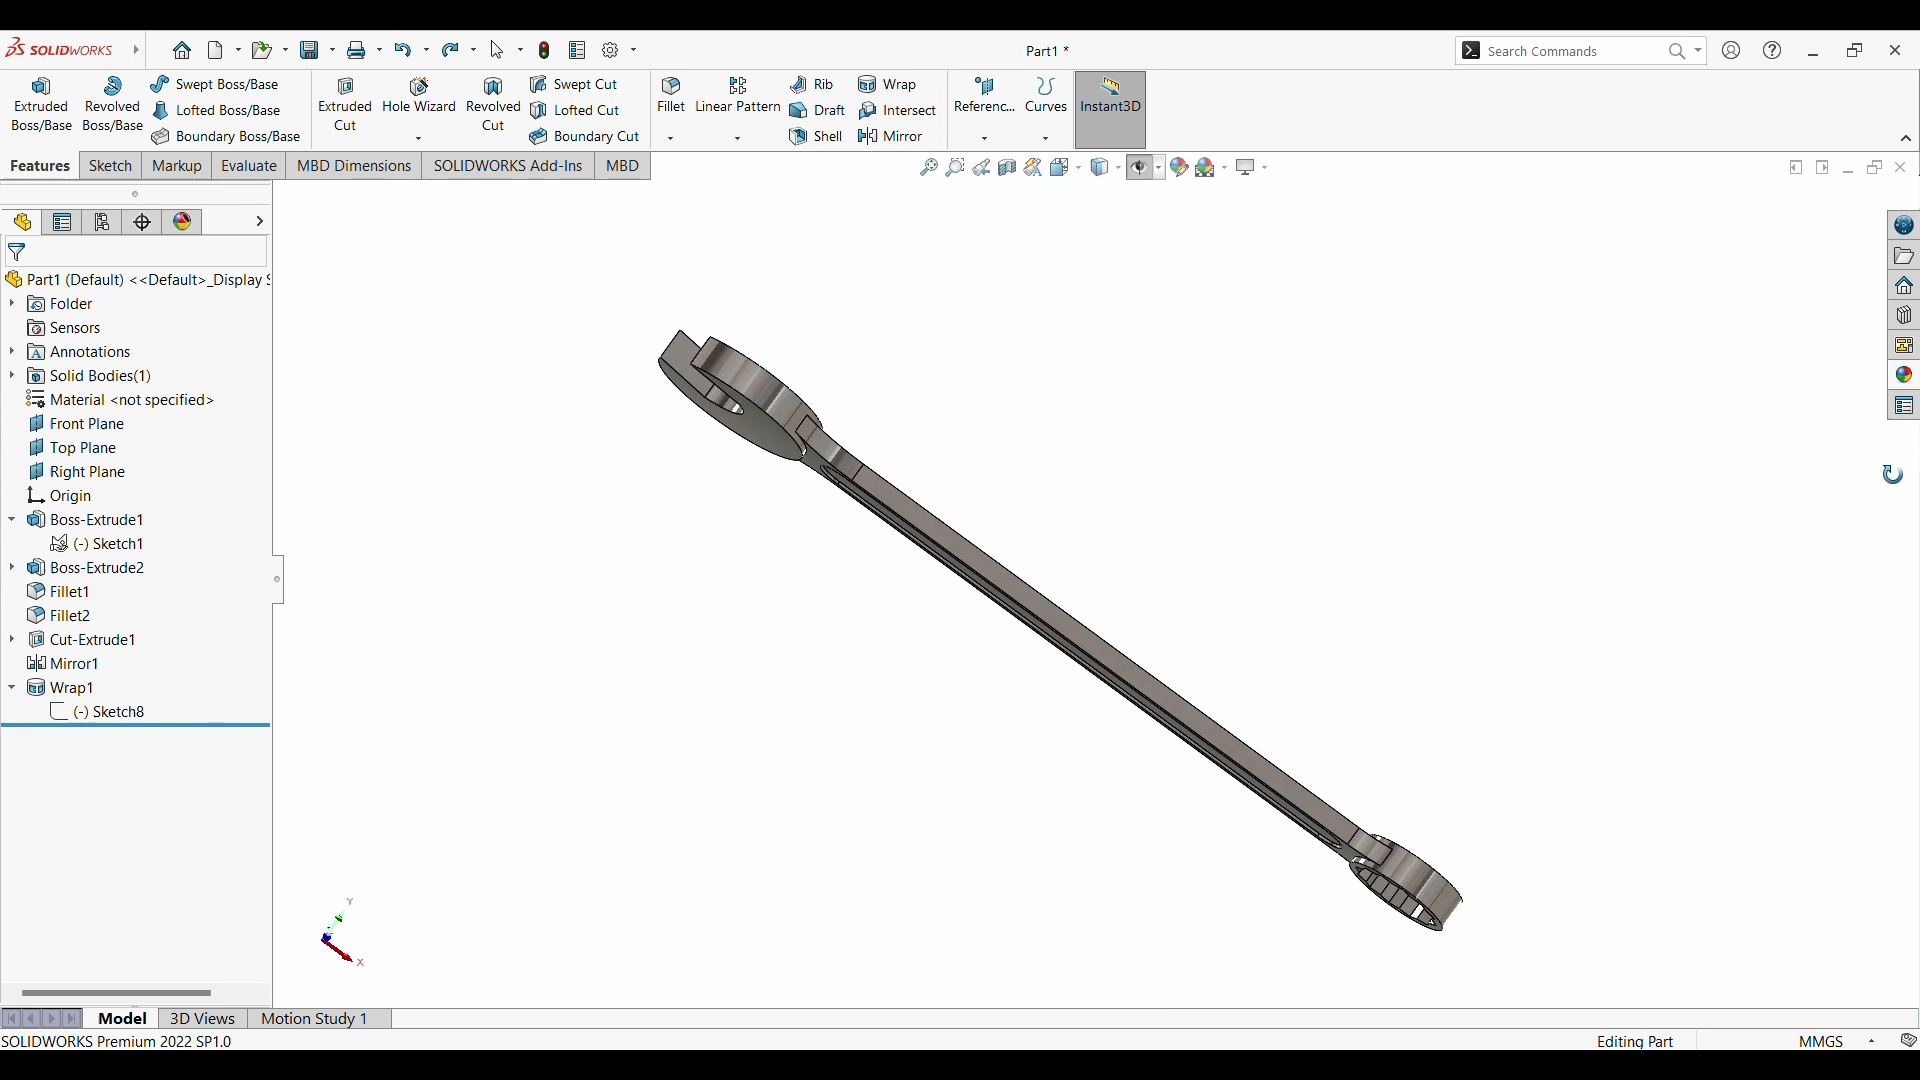 SOLIDWORKS
Part1 *
Search Commands
Extruded Boss/Base
Revolved Boss/Base
Swept Boss/Base
Lofted Boss/Base
Boundary Boss/Base
Extruded Cut
Hole Wizard
Revolved Cut
Swept Cut
Lofted Cut
Boundary Cut
Fillet
Linear Pattern
Rib
Draft
Shell
Wrap
Intersect
Mirror
Referenc...
Curves
Instant3D
Features
Sketch
Markup
Evaluate
MBD Dimensions
SOLIDWORKS Add-Ins
MBD
Part1 (Default) <<Default>_Display S
Folder
Sensors
Annotations
Solid Bodies(1)
Material <not specified>
Front Plane
Top Plane
Right Plane
Origin
Boss-Extrude1
(-) Sketch1
Boss-Extrude2
Fillet1
Fillet2
Cut-Extrude1
Mirror1
Wrap1
(-) Sketch8
Y
X
Model
3D Views
Motion Study 1
SOLIDWORKS Premium 2022 SP1.0
Editing Part
MMGS